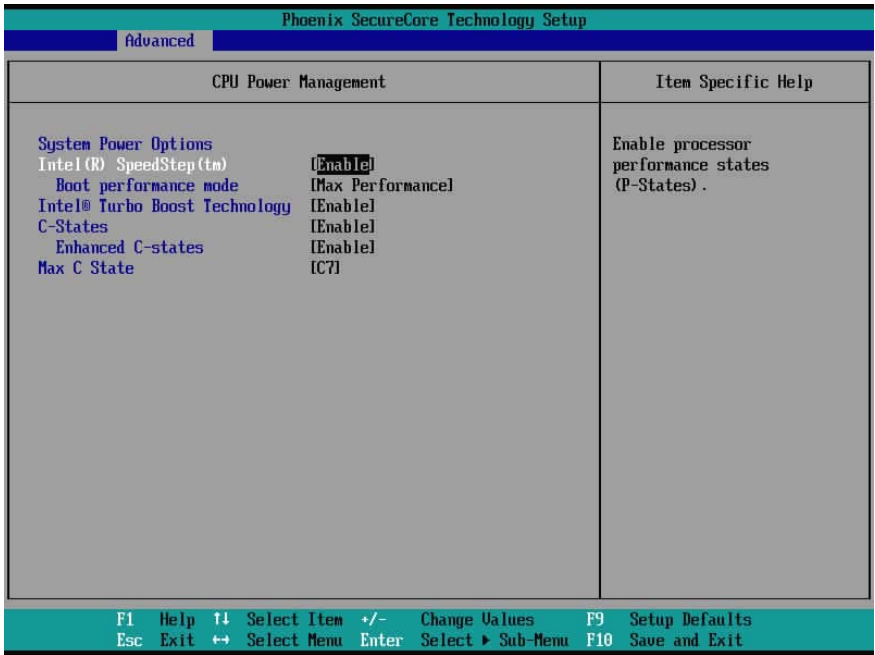 Phoenix SecureCore Technology Setup
Advanced
CPU Power Management
Item Specific Help
System Power Options
Intel(R) SpeedStep(tm) [Enable]
Boot performance mode [Max Performance]
Intel® Turbo Boost Technology [Enable]
C-States [Enable]
Enhanced C-states [Enable]
Max C State [C7]
Enable processor
performance states
(P-States).
F1 Help ↑↓ Select Item +/- Change Values F9 Setup Defaults
Esc Exit ↔ Select Menu Enter Select ▶ Sub-Menu F10 Save and Exit